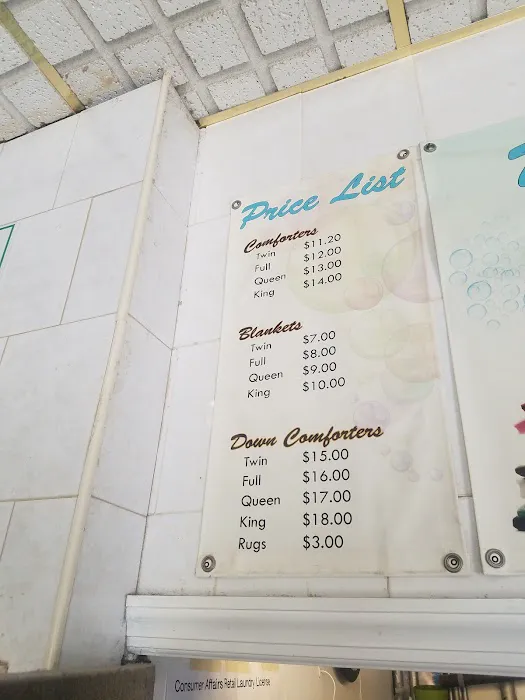 Price List
Comforters
Twin $11.20
Full $12.00
Queen $13.00
King $14.00
Blankets
Twin $7.00
Full $8.00
Queen $9.00
King $10.00
Down Comforters
Twin $15.00
Full $16.00
Queen $17.00
King $18.00
Rugs $3.00
Consumer Affairs Retail Laundry License